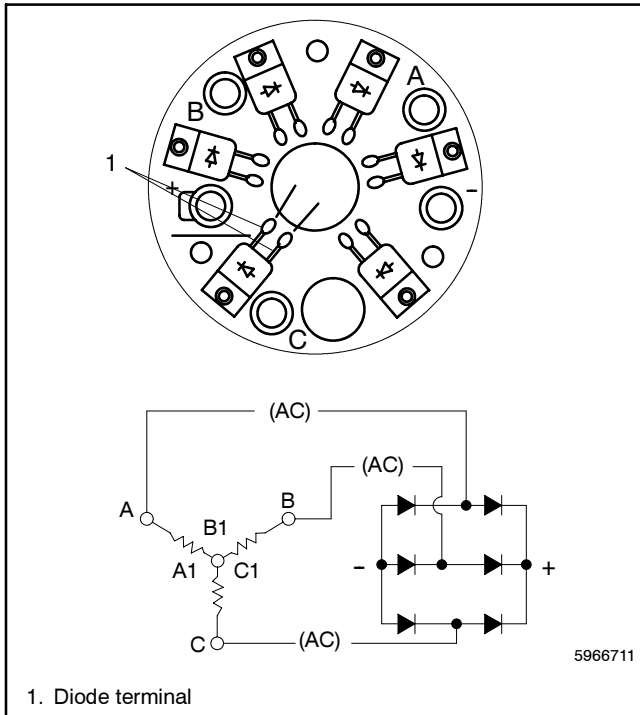 A
B
1
+
-
C
(AC)
(AC)
A
B
B1
A1 C1
- +
C
(AC)
5966711
1. Diode terminal